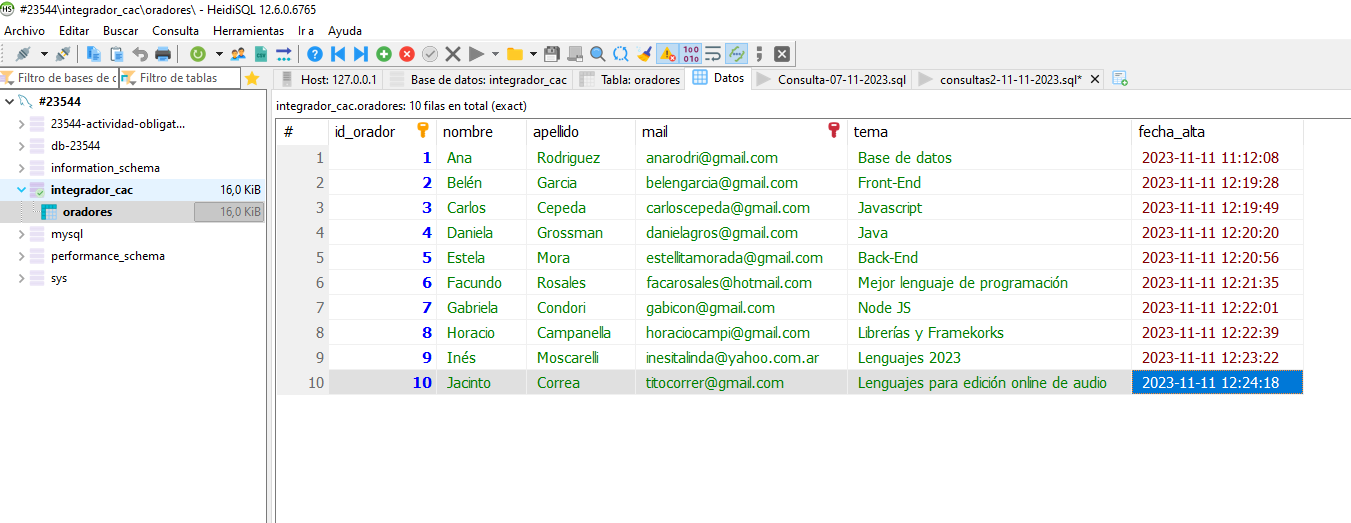 #23544\integrador_cac\oradores\ - HeidiSQL 12.6.0.6765
Archivo Editar Buscar Consulta Herramientas Ir a Ayuda
Filtro de bases de c Filtro de tablas Host: 127.0.0.1 Base de datos: integrador_cac Tabla: oradores Datos Consulta-07-11-2023.sql consultas2-11-11-2023.sql*
#23544
23544-actividad-obligat...
db-23544
information_schema
integrador_cac 16,0 KiB
oradores 16,0 KiB
mysql
performance_schema
sys
integrador_cac.oradores: 10 filas en total (exact)
# id_orador nombre apellido mail tema fecha_alta
1 1 Ana Rodriguez anarodri@gmail.com Base de datos 2023-11-11 11:12:08
2 2 Belén Garcia belengarcia@gmail.com Front-End 2023-11-11 12:19:28
3 3 Carlos Cepeda carloscepeda@gmail.com Javascript 2023-11-11 12:19:49
4 4 Daniela Grossman danielagros@gmail.com Java 2023-11-11 12:20:20
5 5 Estela Mora estellitamorada@gmail.com Back-End 2023-11-11 12:20:56
6 6 Facundo Rosales facarosales@hotmail.com Mejor lenguaje de programación 2023-11-11 12:21:35
7 7 Gabriela Condori gabicon@gmail.com Node JS 2023-11-11 12:22:01
8 8 Horacio Campanella horaciocampi@gmail.com Librerías y Framekorks 2023-11-11 12:22:39
9 9 Inés Moscarelli inesitalinda@yahoo.com.ar Lenguajes 2023 2023-11-11 12:23:22
10 10 Jacinto Correa titocorrer@gmail.com Lenguajes para edición online de audio 2023-11-11 12:24:18